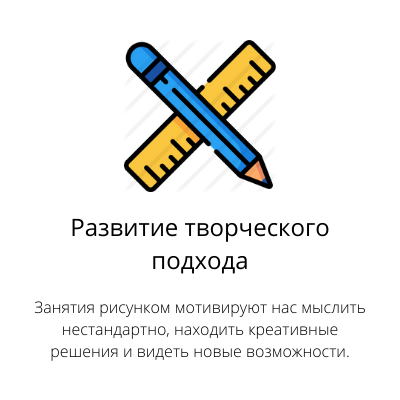 Развитие творческого
подхода
Занятия рисунком мотивируют нас мыслить
нестандартно, находить креативные
решения и видеть новые возможности.